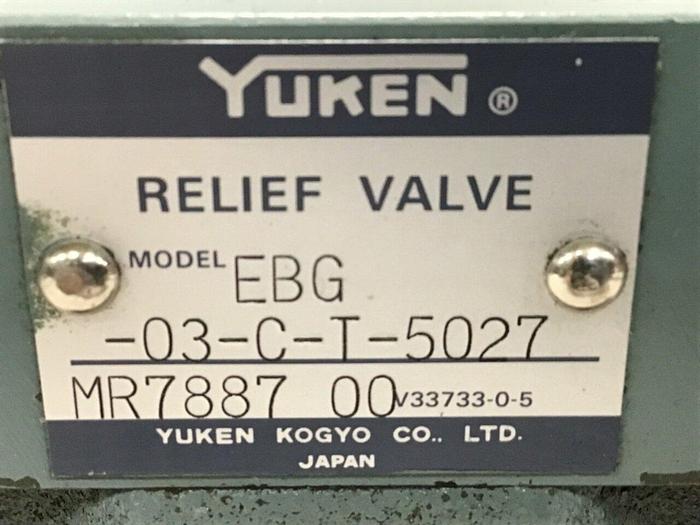 YUKEN ®
RELIEF VALVE
MODEL EBG
-03-C-T-5027
MR7887 00 V33733-0-5
YUKEN KOGYO CO., LTD.
JAPAN